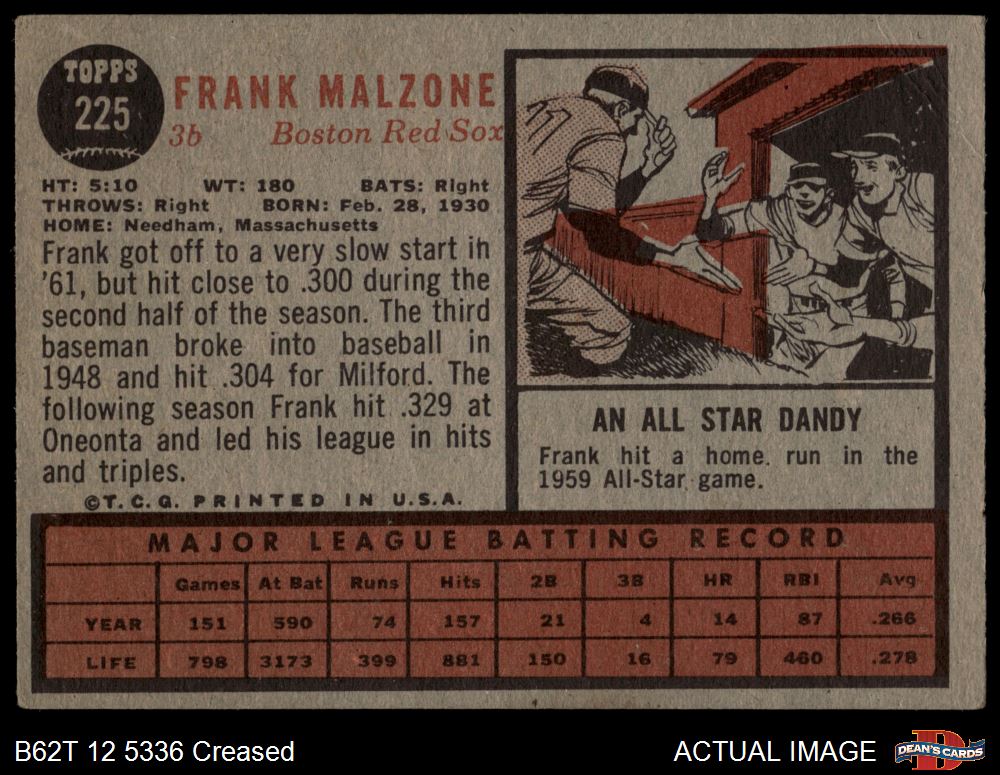 TOPPS
225
FRANK MALZONE
3b Boston Red Sox
HT: 5:10 WT: 180 BATS: Right
THROWS: Right BORN: Feb. 28, 1930
HOME: Needham, Massachusetts
Frank got off to a very slow start in
'61, but hit close to .300 during the
second half of the season. The third
baseman broke into baseball in
1948 and hit .304 for Milford. The
following season Frank hit .329 at
Oneonta and led his league in hits
and triples.
©T.C.G. PRINTED IN U.S.A.
AN ALL STAR DANDY
Frank hit a home. run in the
1959 All-Star game.
MAJOR LEAGUE BATTING RECORD
Games At Bat Runs Hits 2B 3B HR RBI Avg
YEAR 151 590 74 157 21 4 14 87 .266
LIFE 798 3173 399 881 150 16 79 460 .278
B62T 12 5336 Creased
ACTUAL IMAGE
D
DEAN'S CARDS